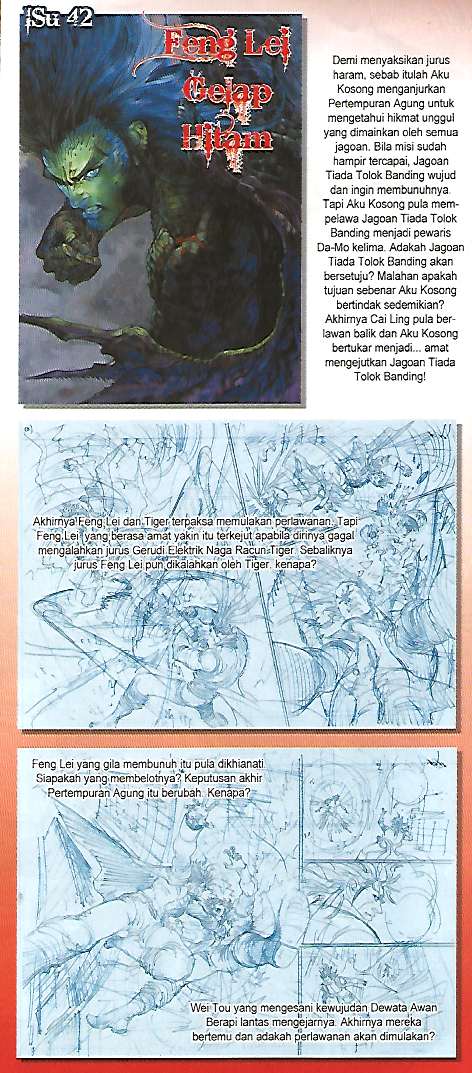 iSu 42
Feng Lei
Gelap
Hitam
Demi menyaksikan jurus
haram, sebab itulah Aku
Kosong menganjurkan
Pertempuran Agung untuk
mengetahui hikmat unggul
yang dimainkan oleh semua
jagoan. Bila misi sudah
hampir tercapai, Jagoan
Tiada Tolok Banding wujud
dan ingin membunuhnya.
Tapi Aku Kosong pula mem-
pelawa Jagoan Tiada Tolok
Banding menjadi pewaris
Da-Mo kelima. Adakah Jagoan
Tiada Tolok Banding akan
bersetuju? Malahan apakah
tujuan sebenar Aku Kosong
bertindak sedemikian?
Akhirnya Cai Ling pula ber-
lawan balik dan Aku Kosong
bertukar menjadi... amat
mengejutkan Jagoan Tiada
Tolok Banding!
Akhirnya Feng Lei dan Tiger terpaksa memulakan perlawanan. Tapi
Feng Lei yang berasa amat yakin itu terkejut apabila dirinya gagal
mengalahkan jurus Gerudi Elektrik Naga Racun Tiger. Sebaliknya
jurus Feng Lei pun dikalahkan oleh Tiger, kenapa?
Feng Lei yang gila membunuh itu pula dikhianati.
Siapakah yang membelotnya? Keputusan akhir
Pertempuran Agung itu berubah. Kenapa?
Wei Tou yang mengesani kewujudan Dewata Awan
Berapi lantas mengejarnya. Akhirnya mereka
bertemu dan adakah perlawanan akan dimulakan?